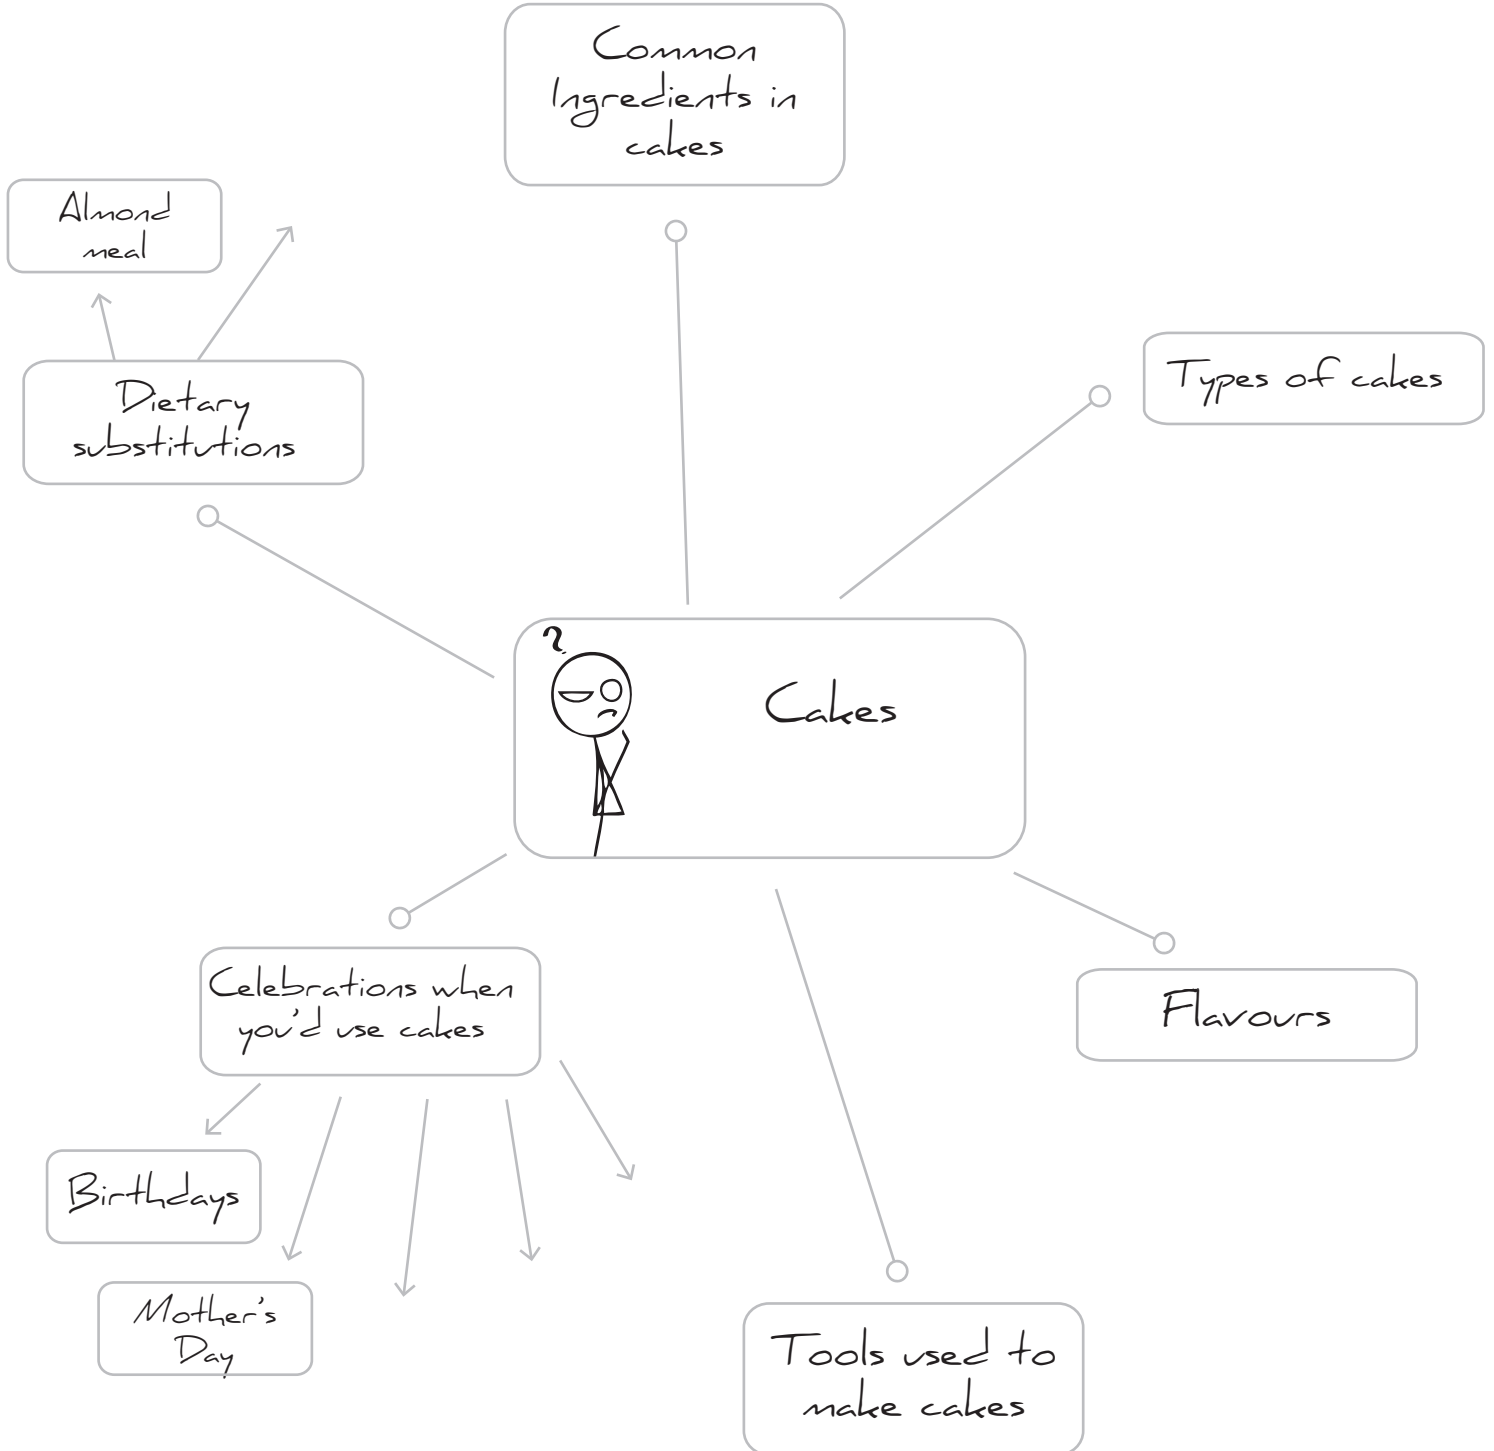 Common
Ingredients in
cakes
Almond
meal
Types of cakes
Dietary
substitutions
?
Cakes
Celebrations when
you'd use cakes
Flavours
Birthdays
Mother's
Day
Tools used to
make cakes